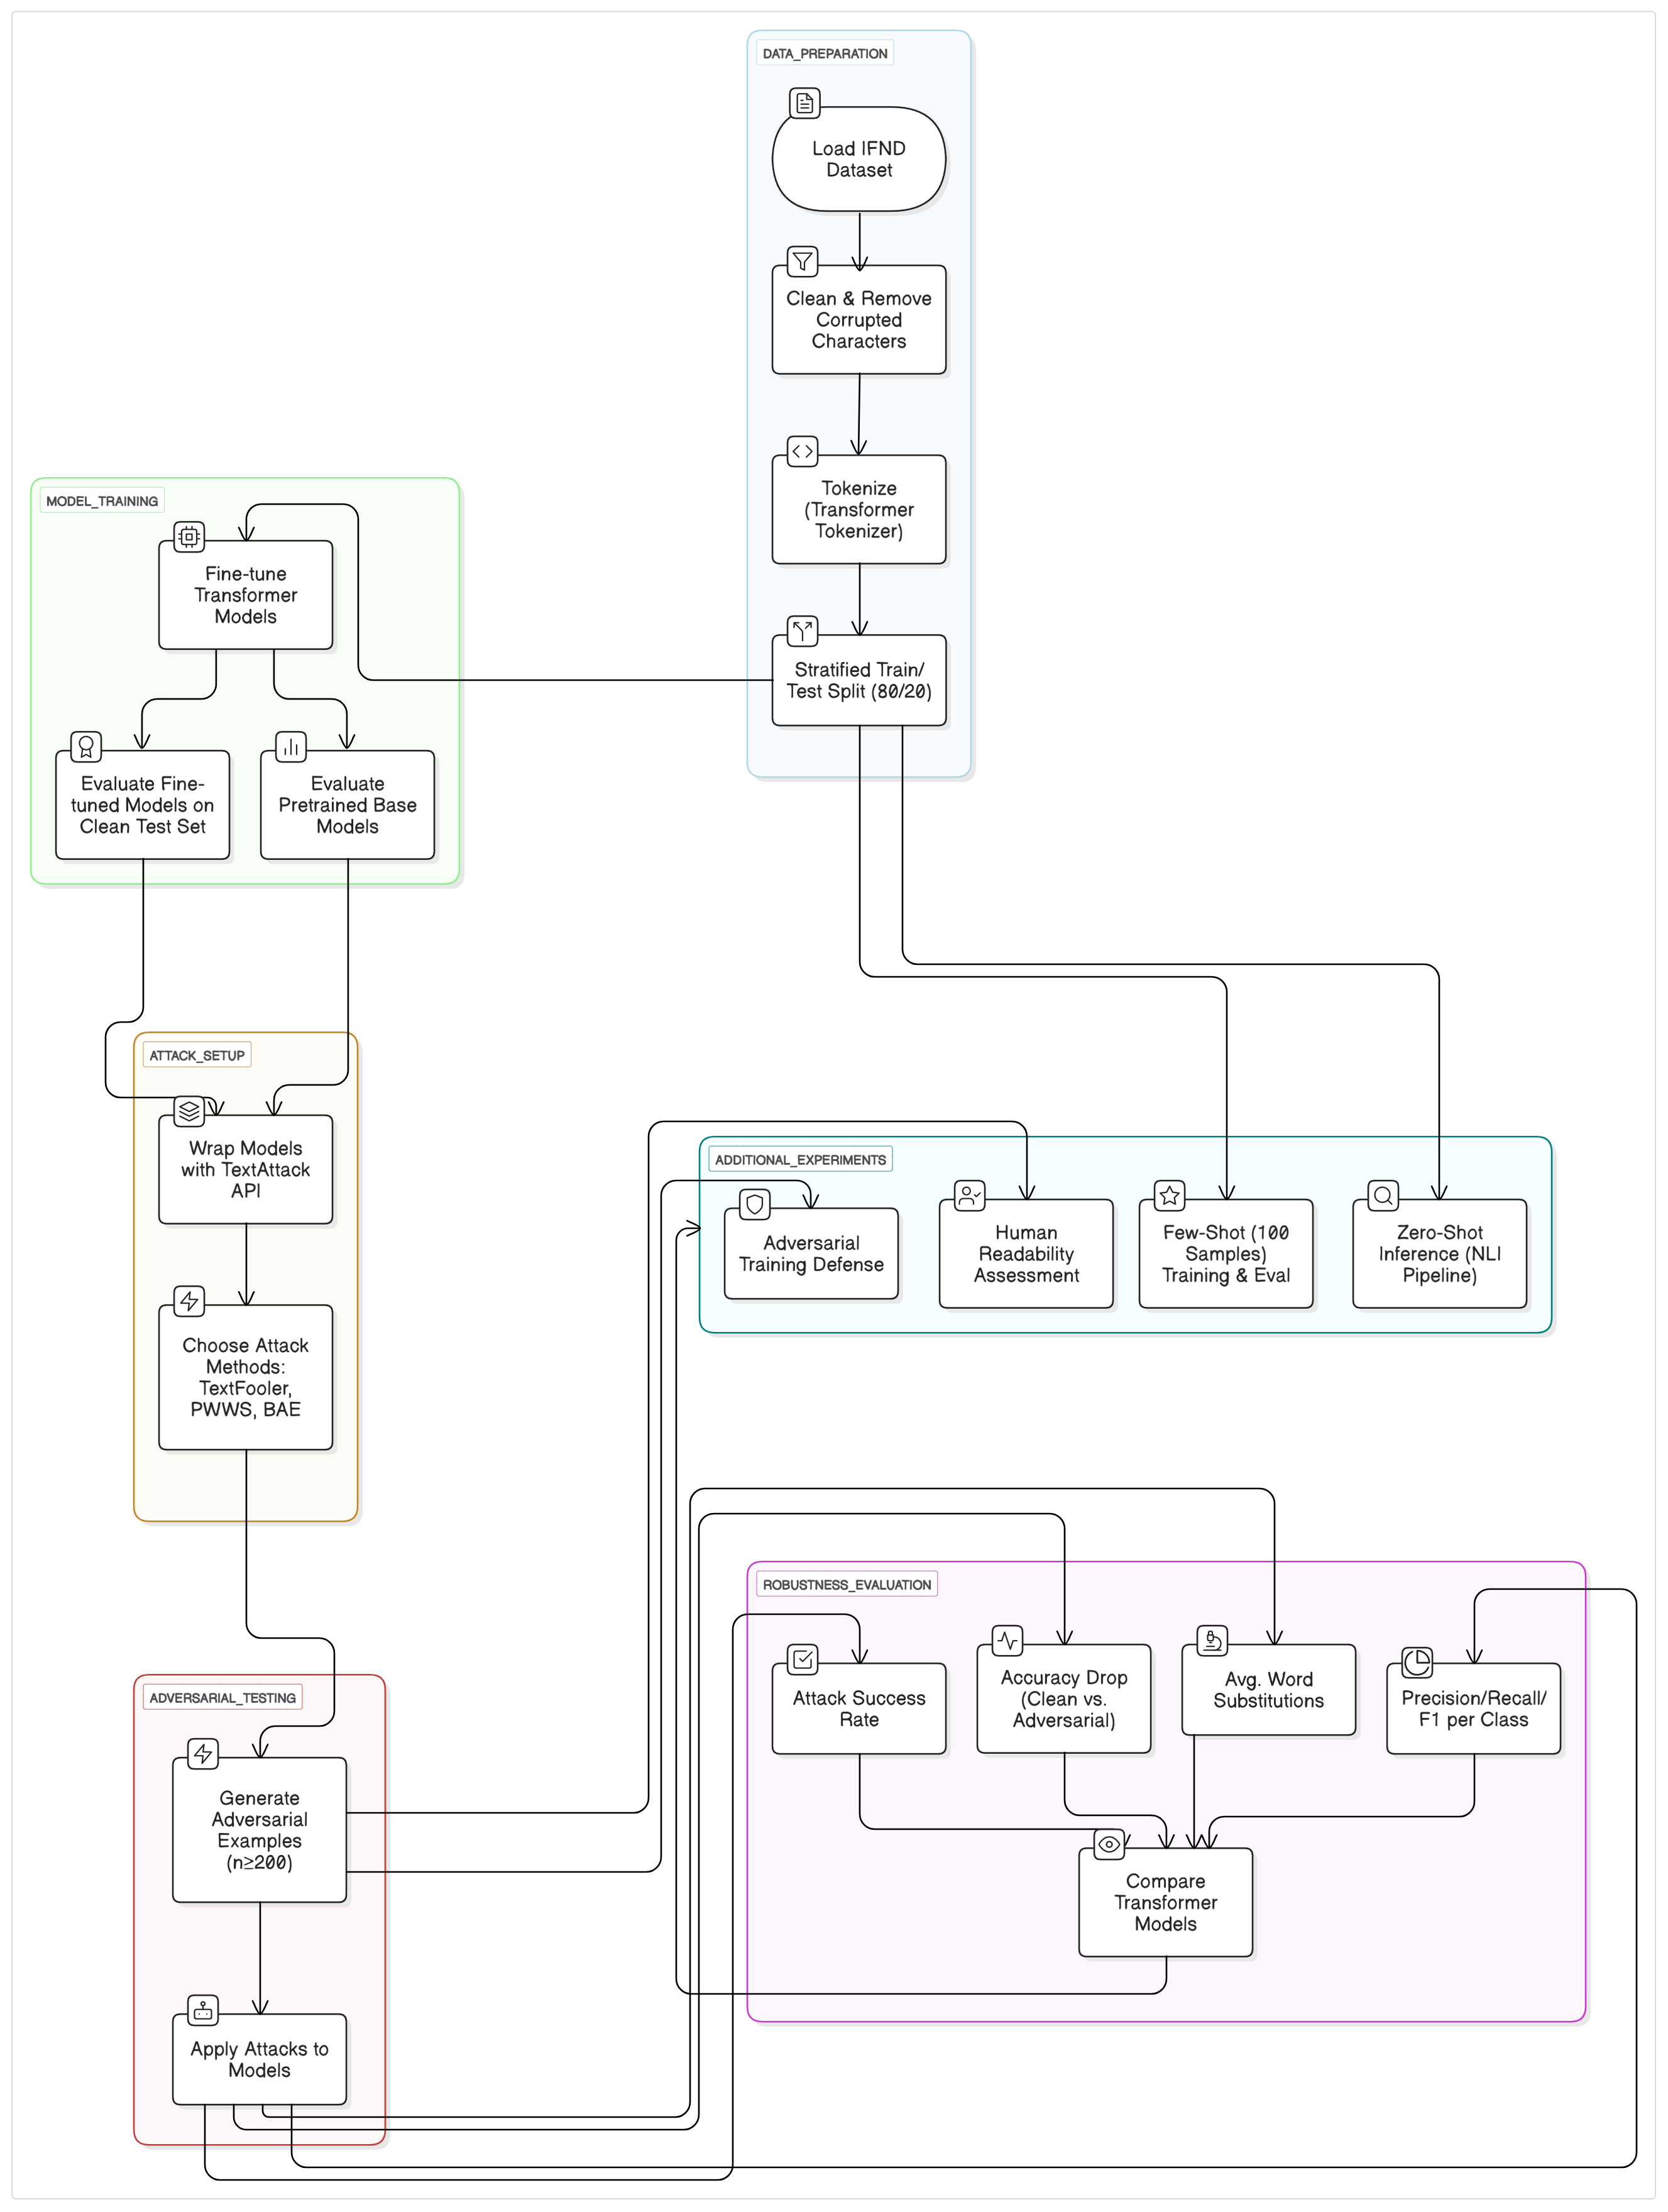 DATA_PREPARATION
Load IFND
Dataset
Clean & Remove
Corrupted
Characters
Tokenize
(Transformer
Tokenizer)
Stratified Train/
Test Split (80/20)
MODEL_TRAINING
Fine-tune
Transformer
Models
Evaluate Fine-
tuned Models on
Clean Test Set
Evaluate
Pretrained Base
Models
ATTACK_SETUP
Wrap Models
with TextAttack
API
Choose Attack
Methods:
TextFooler,
PWWS, BAE
ADDITIONAL_EXPERIMENTS
Adversarial
Training Defense
Human
Readability
Assessment
Few-Shot (100
Samples)
Training & Eval
Zero-Shot
Inference (NLI
Pipeline)
ADVERSARIAL_TESTING
Generate
Adversarial
Examples
(n≥200)
Apply Attacks to
Models
ROBUSTNESS_EVALUATION
Attack Success
Rate
Accuracy Drop
(Clean vs.
Adversarial)
Avg. Word
Substitutions
Precision/Recall/
F1 per Class
Compare
Transformer
Models